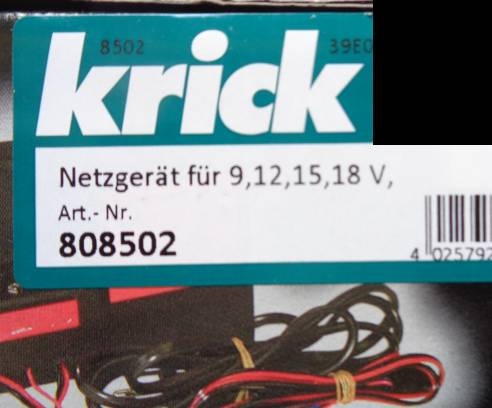 8502 39E0
krick
Netzgerät für 9,12,15,18 V,
Art.- Nr.
808502
4 025792